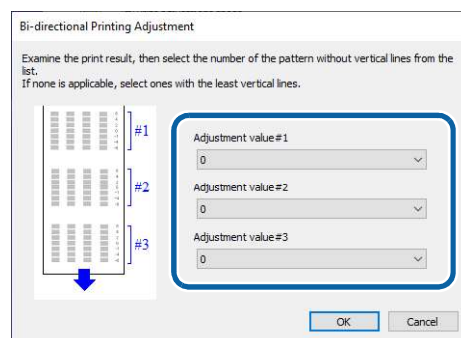 Bi-directional Printing Adjustment
Examine the print result, then select the number of the pattern without vertical lines from the
list.
If none is applicable, select ones with the least vertical lines.
#1
#2
#3
Adjustment value#1
0
Adjustment value#2
0
Adjustment value#3
0
OK
Cancel